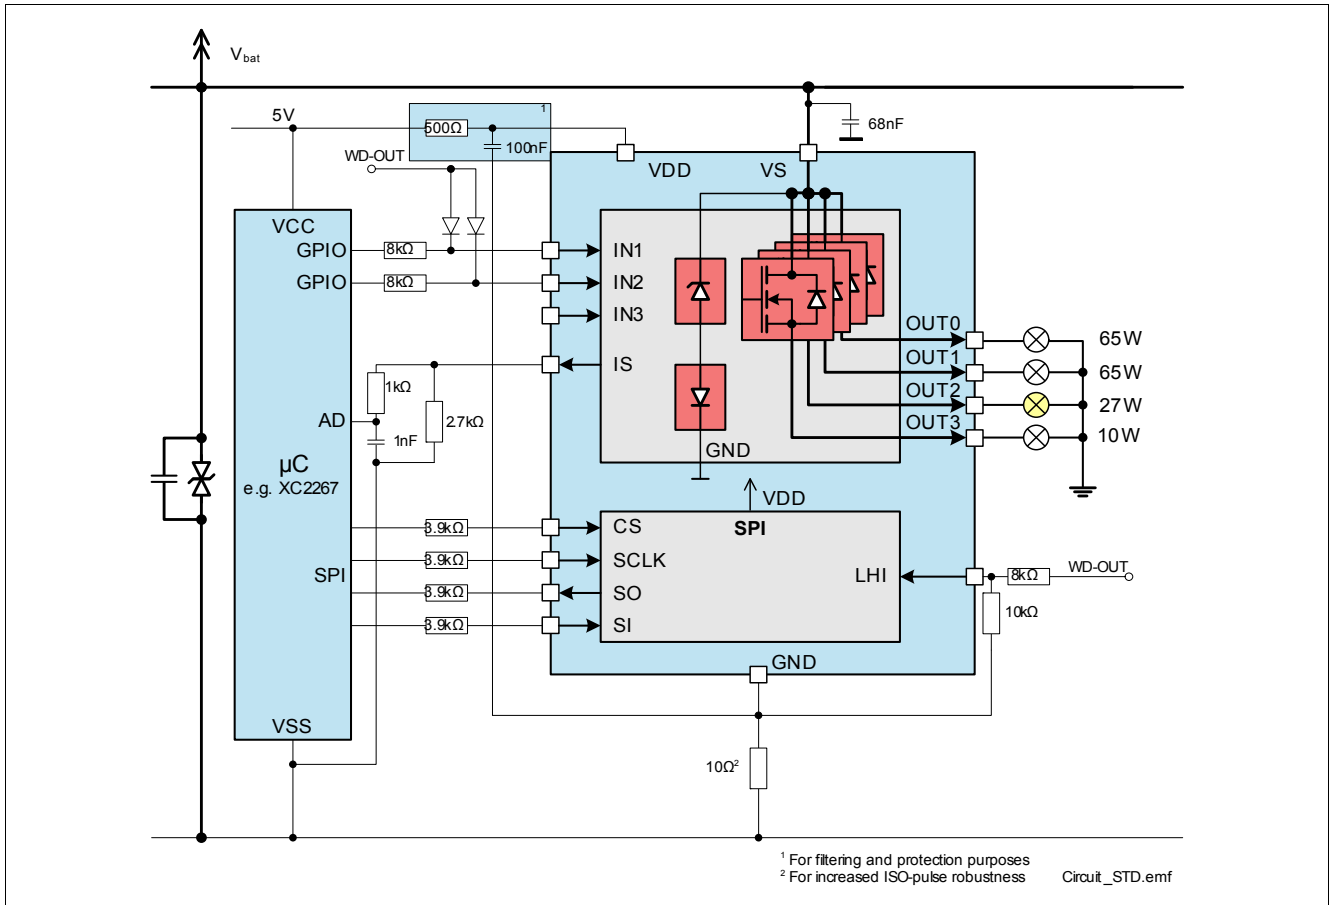 Vbat
5V
1
500Ω
100nF
68nF
WD-OUT
VDD
VS
VCC
GPIO
8kΩ
IN1
GPIO
8kΩ
IN2
IN3
OUT0
65W
IS
OUT1
65W
1kΩ
OUT2
27W
AD
2.7kΩ
OUT3
10W
1nF
GND
µC
e.g. XC2267
VDD
3.9kΩ
CS
SPI
3.9kΩ
SCLK
SPI
LHI
8kΩ
WD-OUT
3.9kΩ
SO
10kΩ
3.9kΩ
SI
GND
VSS
10Ω²
¹ For filtering and protection purposes
² For increased ISO-pulse robustness
Circuit_STD.emf